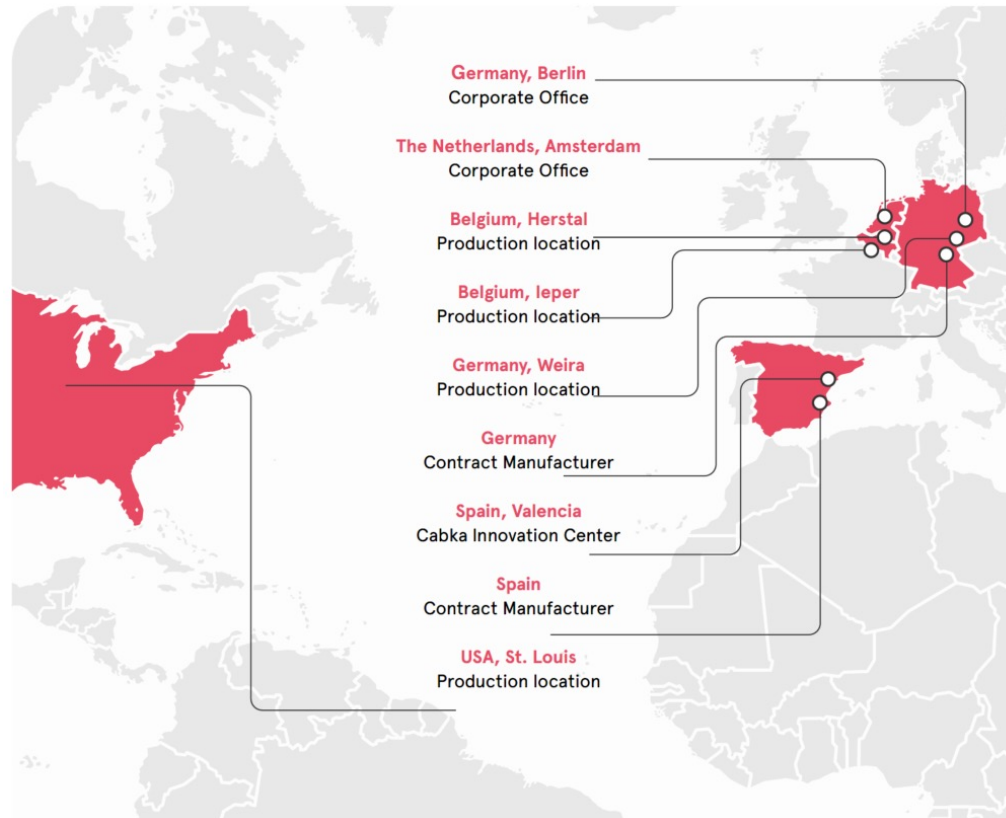 Germany, Berlin
Corporate Office
The Netherlands, Amsterdam
Corporate Office
Belgium, Herstal
Production location
Belgium, Ieper
Production location
Germany, Weira
Production location
Germany
Contract Manufacturer
Spain, Valencia
Cabka Innovation Center
Spain
Contract Manufacturer
USA, St. Louis
Production location